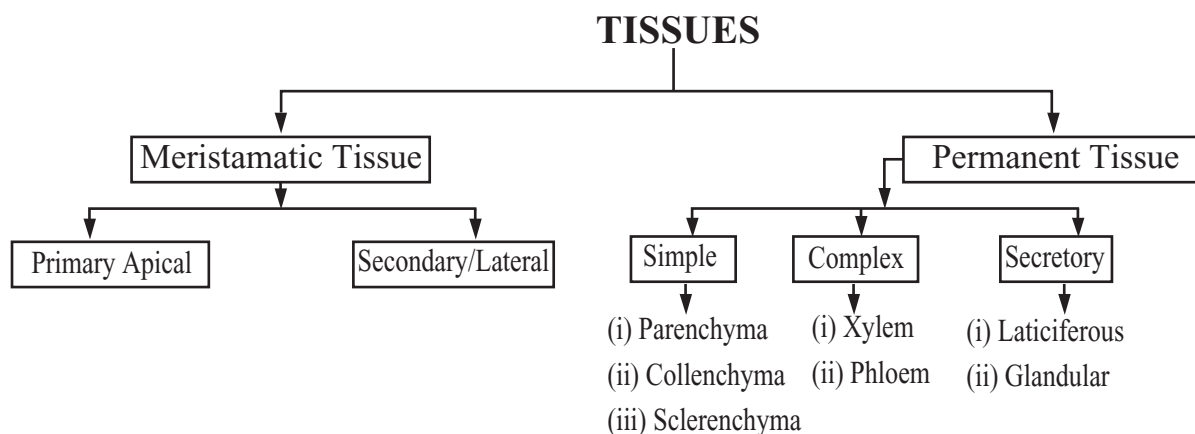 TISSUES
Meristamatic Tissue
Permanent Tissue
Primary Apical
Secondary/Lateral
Simple
Complex
Secretory
(i) Parenchyma
(ii) Collenchyma
(iii) Sclerenchyma
(i) Xylem
(ii) Phloem
(i) Laticiferous
(ii) Glandular